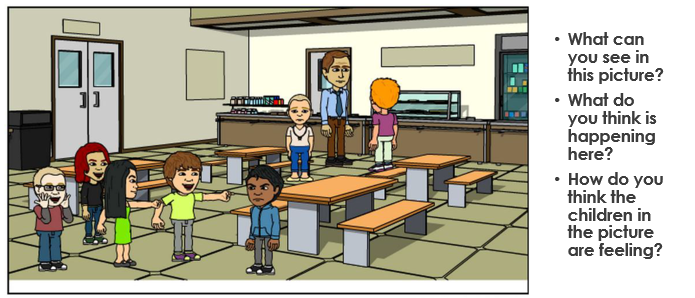 • What can
you see in
this picture?
• What do
you think is
happening
here?
• How do you
think the
children in
the picture
are feeling?